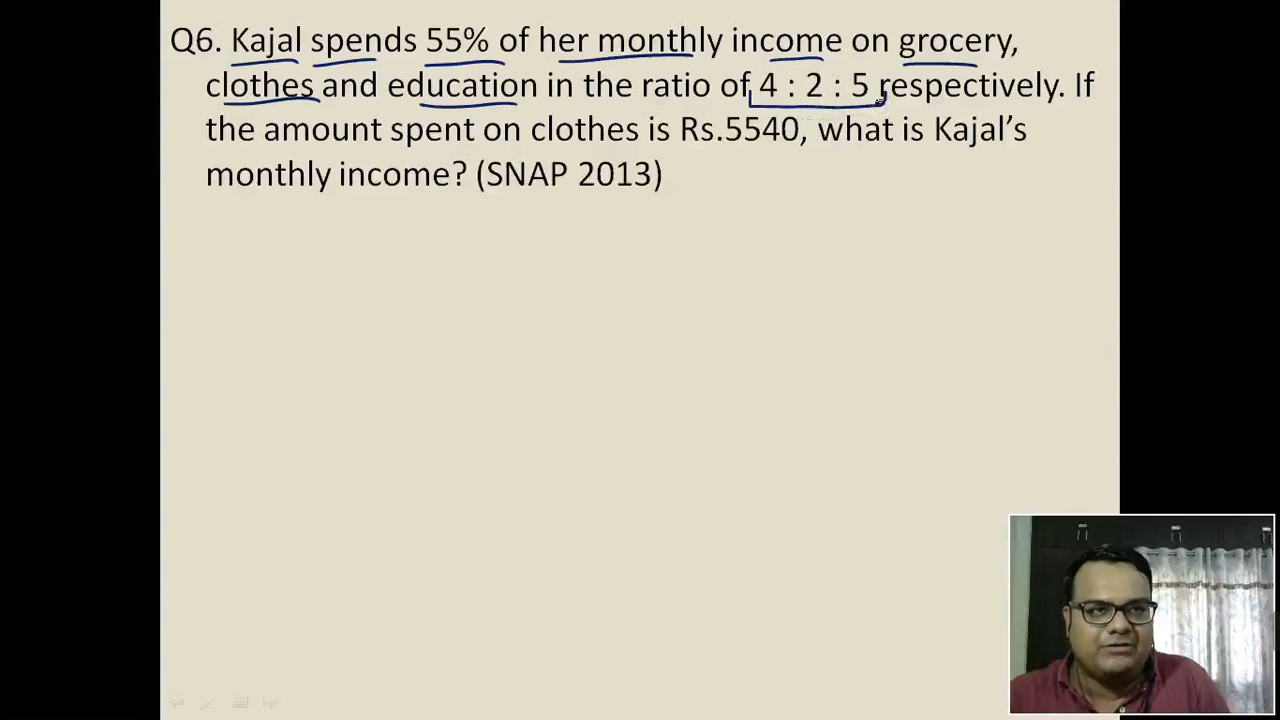 Q6. Kajal spends 55% of her monthly income on grocery,
clothes and education in the ratio of 4 : 2 : 5 respectively. If
the amount spent on clothes is Rs.5540, what is Kajal’s
monthly income? (SNAP 2013)